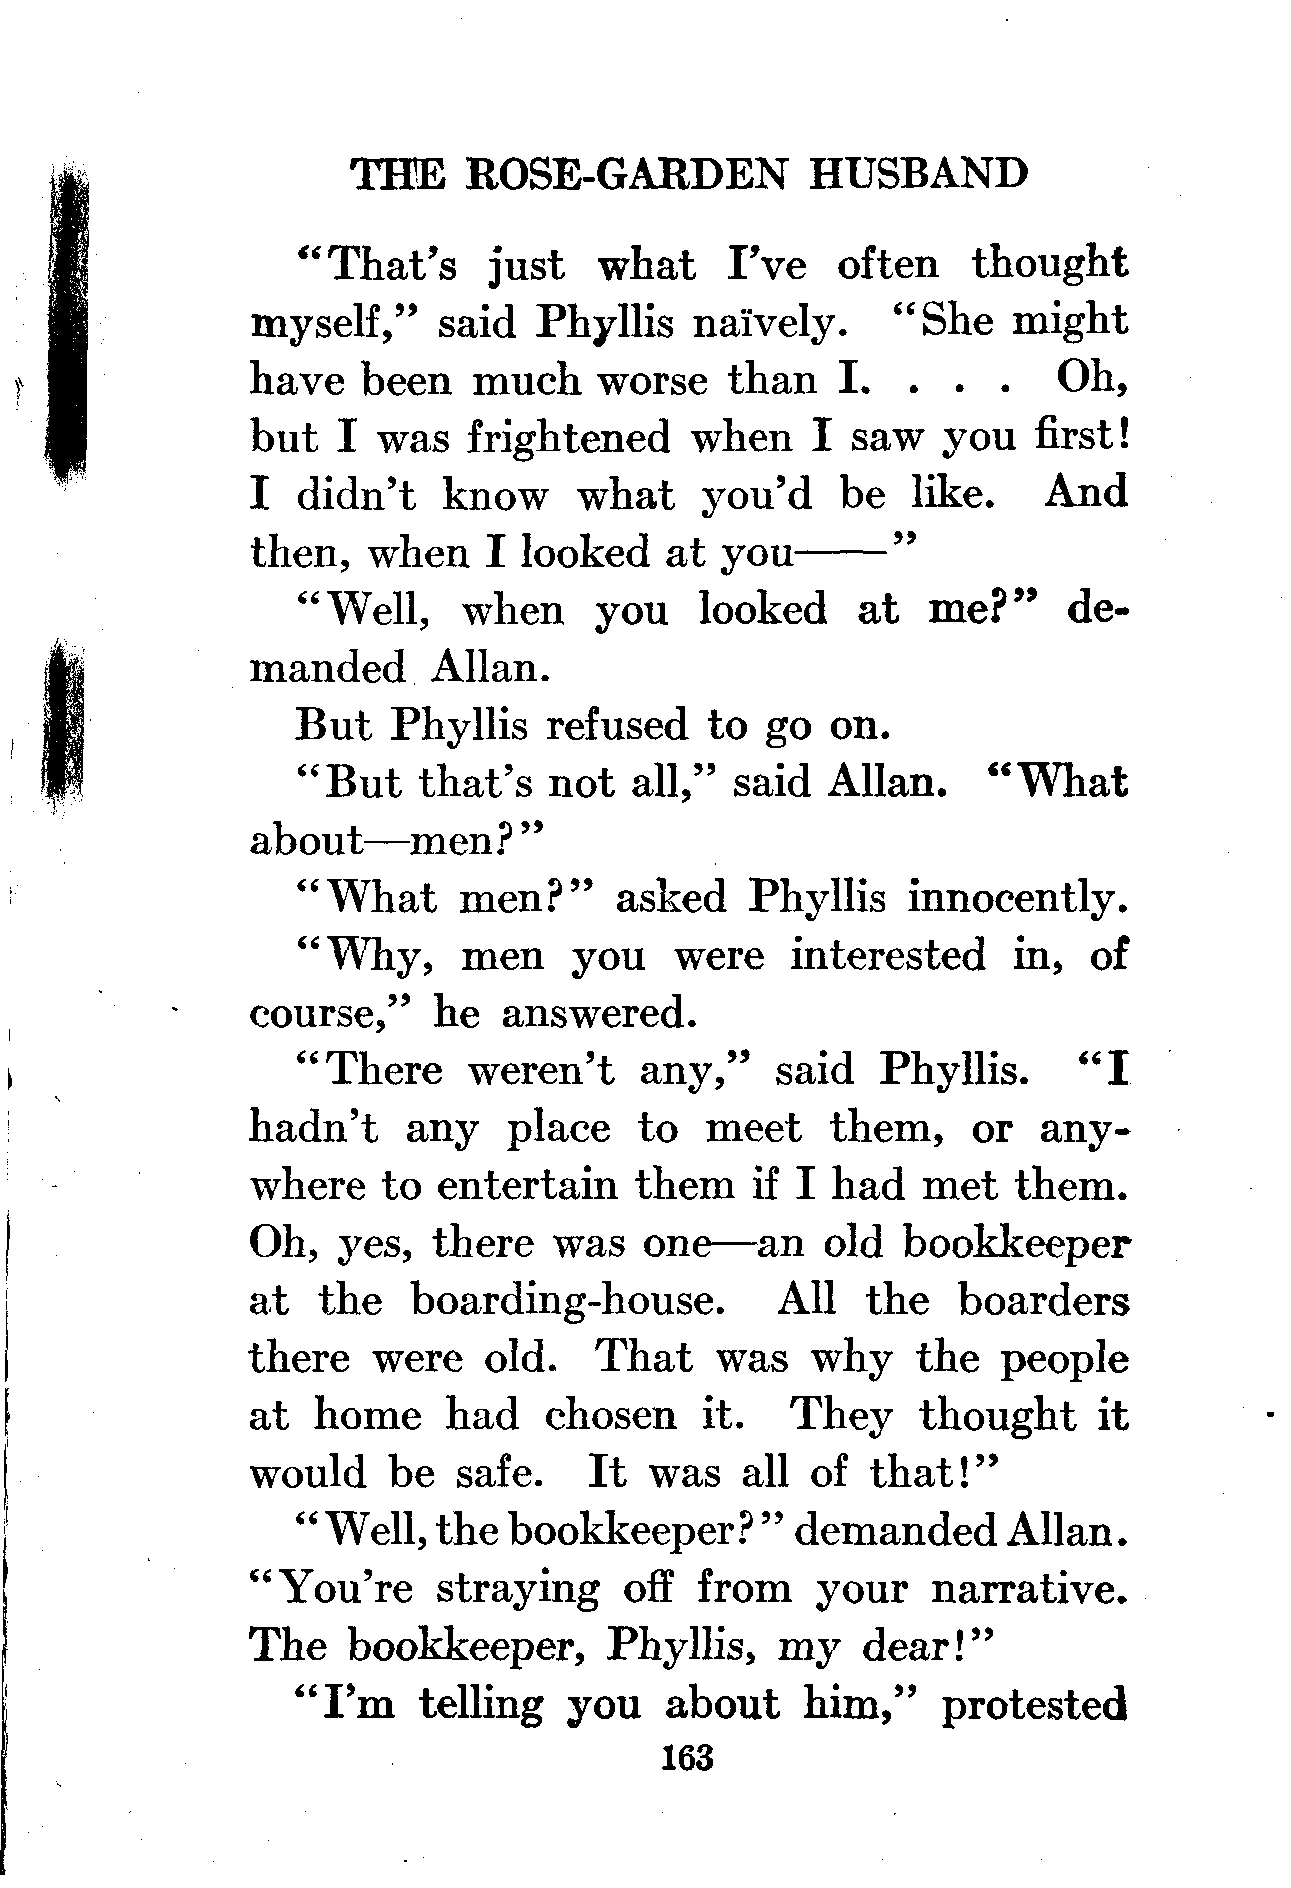 THE ROSE-GARDEN HUSBAND
“That’s just what I’ve often thought
myself,” said Phyllis naïvely. “She might
have been much worse than I. . . . Oh,
but I was frightened when I saw you first!
I didn’t know what you’d be like. And
then, when I looked at you——”
“Well, when you looked at me?” de-
manded Allan.
But Phyllis refused to go on.
“But that’s not all,” said Allan. “What
about—men?”
“What men?” asked Phyllis innocently.
“Why, men you were interested in, of
course,” he answered.
“There weren’t any,” said Phyllis. “I
hadn’t any place to meet them, or any-
where to entertain them if I had met them.
Oh, yes, there was one—an old bookkeeper
at the boarding-house. All the boarders
there were old. That was why the people
at home had chosen it. They thought it
would be safe. It was all of that!”
“Well, the bookkeeper?” demanded Allan.
“You’re straying off from your narrative.
The bookkeeper, Phyllis, my dear!”
“I’m telling you about him,” protested
163